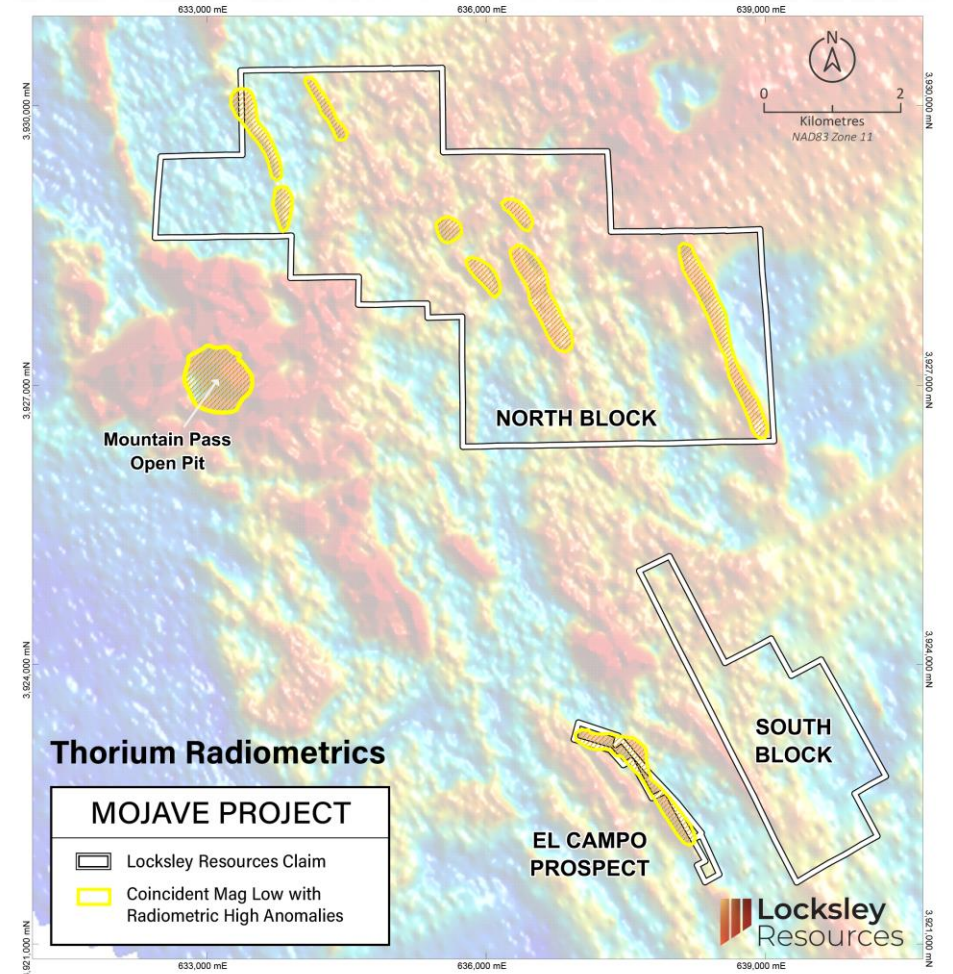 633,000 mE
636,000 mE
639,000 mE
N
0
2
Kilometres
NAD83 Zone 11
3,930,000 mN
3,930,000 mN
3,927,000 mN
3,927,000 mN
NORTH BLOCK
Mountain Pass
Open Pit
3,924,000 mN
3,924,000 mN
SOUTH
BLOCK
Thorium Radiometrics
MOJAVE PROJECT
Locksley Resources Claim
Coincident Mag Low with
Radiometric High Anomalies
EL CAMPO
PROSPECT
Locksley
Resources
3,921,000 mN
3,921,000 mN
633,000 mE
636,000 mE
639,000 mE